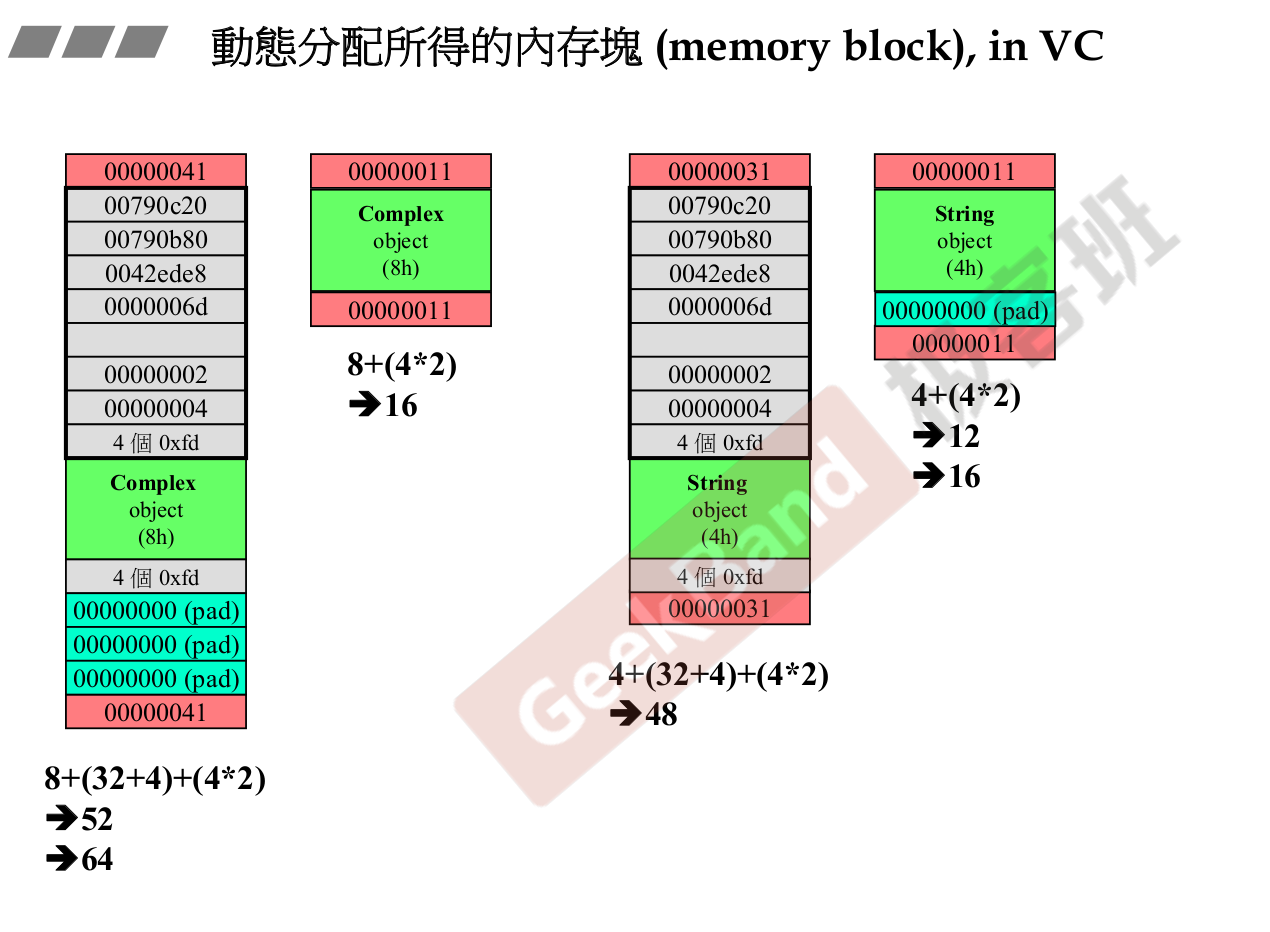 動態分配所得的內存塊 (memory block), in VC
00000041
00790c20
00790b80
0042ede8
0000006d
00000002
00000004
4 個 0xfd
Complex
object
(8h)
4 個 0xfd
00000000 (pad)
00000000 (pad)
00000000 (pad)
00000041
8+(32+4)+(4*2)
➔52
➔64
00000011
Complex
object
(8h)
00000011
8+(4*2)
➔16
00000031
00790c20
00790b80
0042ede8
0000006d
00000002
00000004
4 個 0xfd
String
object
(4h)
4 個 0xfd
00000031
4+(32+4)+(4*2)
➔48
00000011
String
object
(4h)
00000000 (pad)
00000011
4+(4*2)
➔12
➔16
GeekBand
极客班